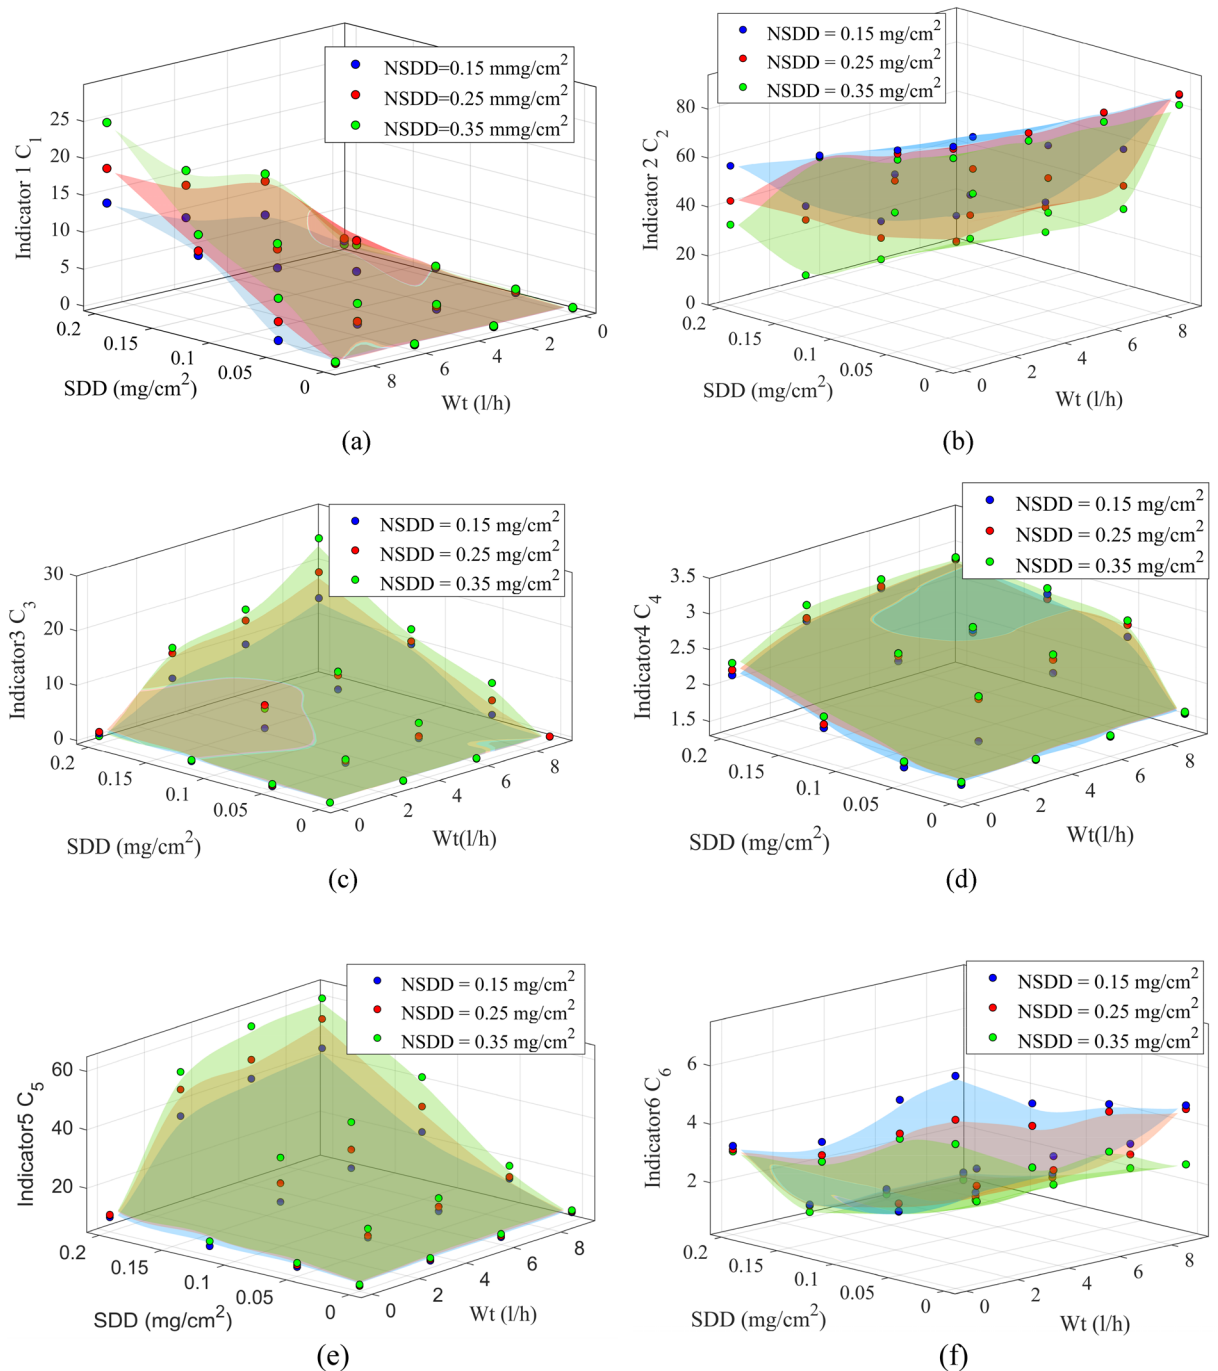 NSDD=0.15 mmg/cm2
NSDD=0.25 mmg/cm2
NSDD=0.35 mmg/cm2
Indicator 1 C1
25
20
15
10
5
0
0.2
0.15
0.1
0.05
0
SDD (mg/cm2)
8
6
4
2
0
Wt (l/h)
(a)
NSDD = 0.15 mg/cm2
NSDD = 0.25 mg/cm2
NSDD = 0.35 mg/cm2
Indicator 2 C2
80
60
40
20
0
0.2
0.15
0.1
0.05
0
SDD (mg/cm2)
0
2
4
6
8
Wt (l/h)
(b)
NSDD = 0.15 mg/cm2
NSDD = 0.25 mg/cm2
NSDD = 0.35 mg/cm2
Indicator3 C3
30
20
10
0
0.2
0.15
0.1
0.05
0
SDD (mg/cm2)
0
2
4
6
8
Wt(l/h)
(c)
NSDD = 0.15 mg/cm2
NSDD = 0.25 mg/cm2
NSDD = 0.35 mg/cm2
Indicator4 C4
3.5
3
2.5
2
1.5
0.2
0.15
0.1
0.05
0
SDD (mg/cm2)
0
2
4
6
8
Wt (l/h)
(d)
NSDD = 0.15 mg/cm2
NSDD = 0.25 mg/cm2
NSDD = 0.35 mg/cm2
Indicator5 C5
60
40
20
0.2
0.15
0.1
0.05
0
SDD (mg/cm2)
0
2
4
6
8
Wt (l/h)
(e)
NSDD = 0.15 mg/cm2
NSDD = 0.25 mg/cm2
NSDD = 0.35 mg/cm2
Indicator6 C6
6
4
2
0.2
0.15
0.1
0.05
0
SDD (mg/cm2)
0
2
4
6
8
Wt (l/h)
(f)